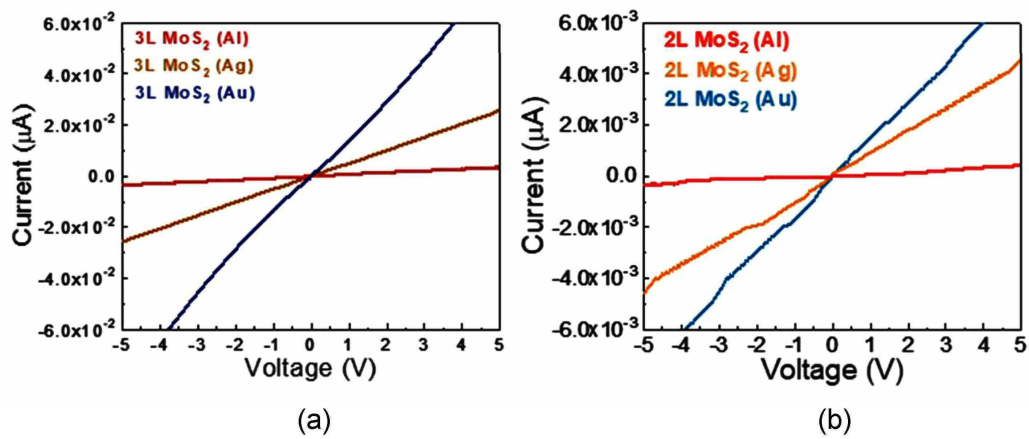 6.0x10⁻²
4.0x10⁻²
2.0x10⁻²
0.0
-2.0x10⁻²
-4.0x10⁻²
-6.0x10⁻²
Current (µA)
3L MoS₂ (Al)
3L MoS₂ (Ag)
3L MoS₂ (Au)
-5 -4 -3 -2 -1 0 1 2 3 4 5
Voltage (V)
(a)
6.0x10⁻³
4.0x10⁻³
2.0x10⁻³
0.0
-2.0x10⁻³
-4.0x10⁻³
-6.0x10⁻³
Current (µA)
2L MoS₂ (Al)
2L MoS₂ (Ag)
2L MoS₂ (Au)
-5 -4 -3 -2 -1 0 1 2 3 4 5
Voltage (V)
(b)